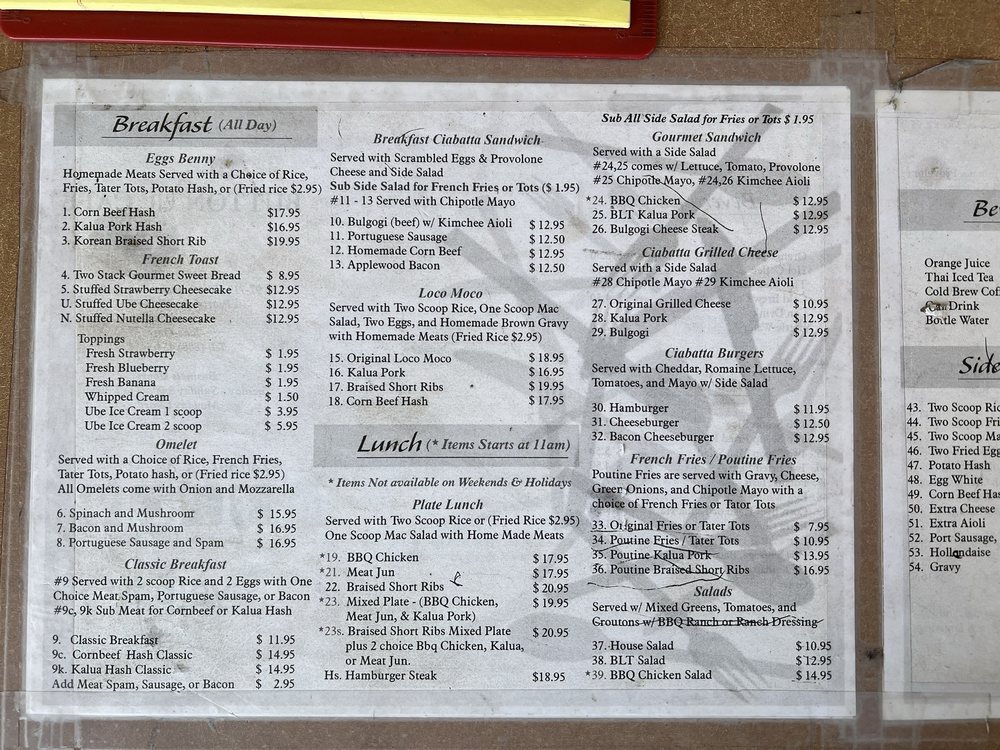 Breakfast (All Day)
Eggs Benny
Homemade Meats Served with a Choice of Rice,
Fries, Tater Tots, Potato Hash, or (Fried rice $2.95)
1. Corn Beef Hash $17.95
2. Kalua Pork Hash $16.95
3. Korean Braised Short Rib $19.95
French Toast
4. Two Stack Gourmet Sweet Bread $ 8.95
5. Stuffed Strawberry Cheesecake $12.95
U. Stuffed Ube Cheesecake $12.95
N. Stuffed Nutella Cheesecake $12.95
Toppings
Fresh Strawberry $ 1.95
Fresh Blueberry $ 1.95
Fresh Banana $ 1.95
Whipped Cream $ 1.50
Ube Ice Cream 1 scoop $ 3.95
Ube Ice Cream 2 scoop $ 5.95
Omelet
Served with a Choice of Rice, French Fries,
Tater Tots, Potato hash, or (Fried rice $2.95)
All Omelets come with Onion and Mozzarella
6. Spinach and Mushroom $ 15.95
7. Bacon and Mushroom $ 16.95
8. Portuguese Sausage and Spam $ 16.95
Classic Breakfast
#9 Served with 2 scoop Rice and 2 Eggs with One
Choice Meat Spam, Portuguese Sausage, or Bacon
#9c, 9k Sub Meat for Cornbeef or Kalua Hash
9. Classic Breakfast $ 11.95
9c. Cornbeef Hash Classic $ 14.95
9k. Kalua Hash Classic $ 14.95
Add Meat Spam, Sausage, or Bacon $ 2.95
Breakfast Ciabatta Sandwich
Served with Scrambled Eggs & Provolone
Cheese and Side Salad
Sub Side Salad for French Fries or Tots ($ 1.95)
#11 - 13 Served with Chipotle Mayo
10. Bulgogi (beef) w/ Kimchee Aioli $ 12.95
11. Portuguese Sausage $ 12.50
12. Homemade Corn Beef $ 12.95
13. Applewood Bacon $ 12.50
Loco Moco
Served with Two Scoop Rice, One Scoop Mac
Salad, Two Eggs, and Homemade Brown Gravy
with Homemade Meats (Fried Rice $2.95)
15. Original Loco Moco $ 18.95
16. Kalua Pork $ 16.95
17. Braised Short Ribs $ 19.95
18. Corn Beef Hash $ 17.95
Lunch (* Items Starts at 11am)
* Items Not available on Weekends & Holidays
Plate Lunch
Served with Two Scoop Rice or (Fried Rice $2.95)
One Scoop Mac Salad with Home Made Meats
*19. BBQ Chicken $ 17.95
*21. Meat Jun $ 17.95
22. Braised Short Ribs $ 20.95
*23. Mixed Plate - (BBQ Chicken, $ 19.95
Meat Jun, & Kalua Pork)
*23s. Braised Short Ribs Mixed Plate $ 20.95
plus 2 choice Bbq Chicken, Kalua,
or Meat Jun.
Hs. Hamburger Steak $18.95
Sub All Side Salad for Fries or Tots $ 1.95
Gourmet Sandwich
Served with a Side Salad
#24,25 comes w/ Lettuce, Tomato, Provolone
#25 Chipotle Mayo, #24,26 Kimchee Aioli
*24. BBQ Chicken $ 12.95
25. BLT Kalua Pork $ 12.95
26. Bulgogi Cheese Steak $ 12.95
Ciabatta Grilled Cheese
Served with a Side Salad
#28 Chipotle Mayo #29 Kimchee Aioli
27. Original Grilled Cheese $ 10.95
28. Kalua Pork $ 12.95
29. Bulgogi $ 12.95
Ciabatta Burgers
Served with Cheddar, Romaine Lettuce,
Tomatoes, and Mayo w/ Side Salad
30. Hamburger $ 11.95
31. Cheeseburger $ 12.50
32. Bacon Cheeseburger $ 12.95
French Fries / Poutine Fries
Poutine Fries are served with Gravy, Cheese,
Green Onions, and Chipotle Mayo with a
choice of French Fries or Tator Tots
33. Original Fries or Tater Tots $ 7.95
34. Poutine Fries / Tater Tots $ 10.95
35. Poutine Kalua Pork $ 13.95
36. Poutine Braised Short Ribs $ 16.95
Salads
Served w/ Mixed Greens, Tomatoes, and
Croutons w/ BBQ Ranch or Ranch Dressing
37. House Salad $ 10.95
38. BLT Salad $ 12.95
*39. BBQ Chicken Salad $ 14.95
Be
Orange Juice
Thai Iced Tea
Cold Brew Cof
Can Drink
Bottle Water
Side
43. Two Scoop Ric
44. Two Scoop Fri
45. Two Scoop Ma
46. Two Fried Egg
47. Potato Hash
48. Egg White
49. Corn Beef Has
50. Extra Cheese
51. Extra Aioli
52. Port Sausage,
53. Hollandaise
54. Gravy